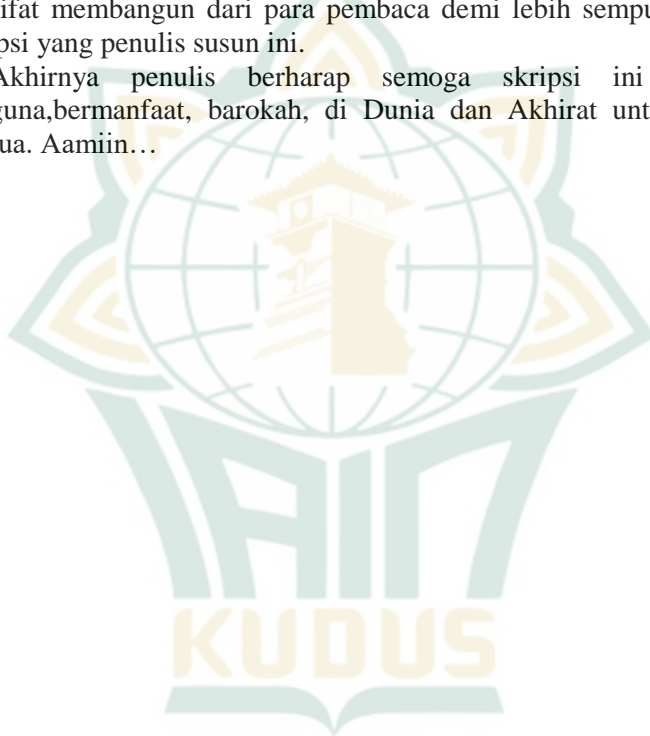 ifat membangun dari para pembaca demi lebih sempu
psi yang penulis susun ini.
Akhirnya penulis berharap semoga skripsi ini
guna,bermanfaat, barokah, di Dunia dan Akhirat unt
ua. Aamiin…
IAIN
KUDUS